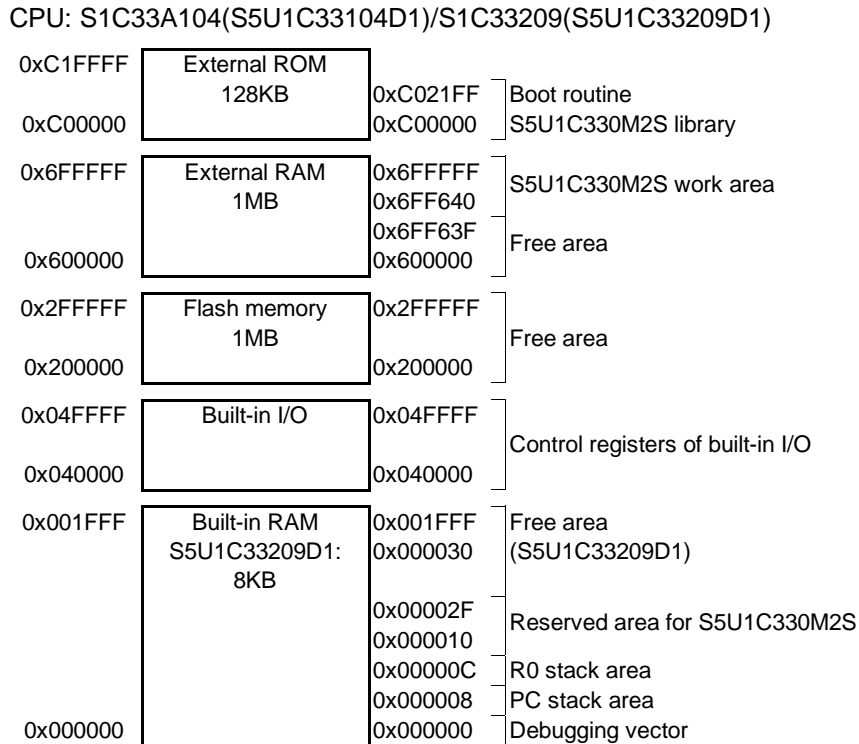 CPU: S1C33A104(S5U1C33104D1)/S1C33209(S5U1C33209D1)
0xC1FFFF External ROM
128KB 0xC021FF Boot routine
0xC00000 0xC00000 S5U1C330M2S library
0x6FFFFF External RAM 0x6FFFFF
S5U1C330M2S work area
1MB 0x6FF640
0x6FF63F
Free area
0x600000 0x600000
0x2FFFFF Flash memory 0x2FFFFF
1MB Free area
0x200000 0x200000
0x04FFFF Built-in I/O 0x04FFFF
Control registers of built-in I/O
0x040000 0x040000
0x001FFF Built-in RAM 0x001FFF Free area
S5U1C33209D1: 0x000030 (S5U1C33209D1)
8KB
0x00002F
Reserved area for S5U1C330M2S
0x000010
0x00000C R0 stack area
0x000008 PC stack area
0x000000 0x000000 Debugging vector